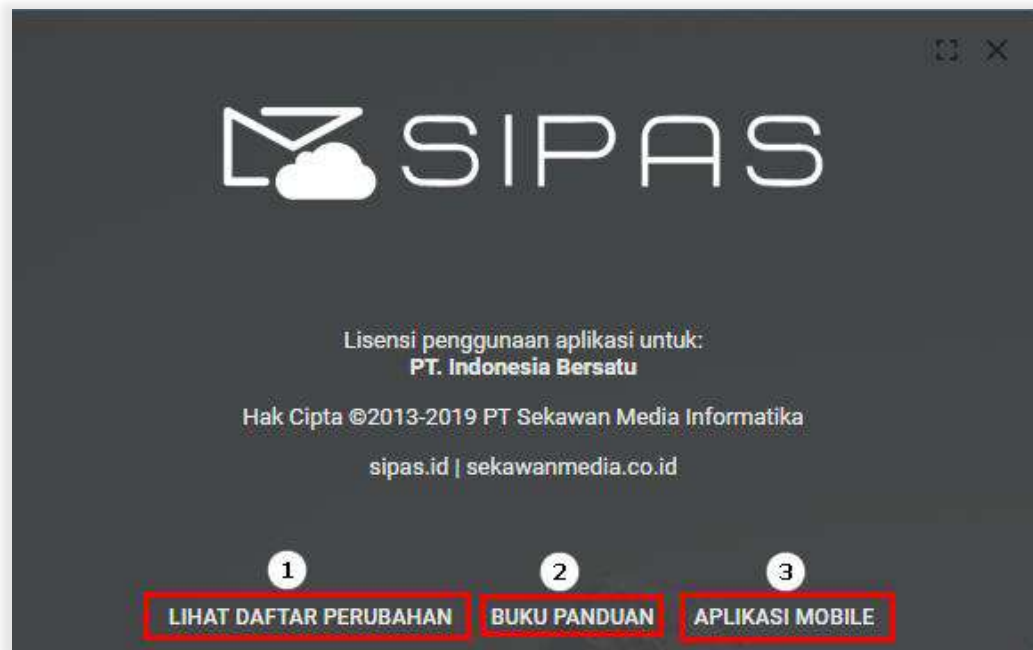 SIPAS
Lisensi penggunaan aplikasi untuk:
PT. Indonesia Bersatu
Hak Cipta ©2013-2019 PT Sekawan Media Informatika
sipas.id | sekawanmedia.co.id
1 2 3
LIHAT DAFTAR PERUBAHAN BUKU PANDUAN APLIKASI MOBILE